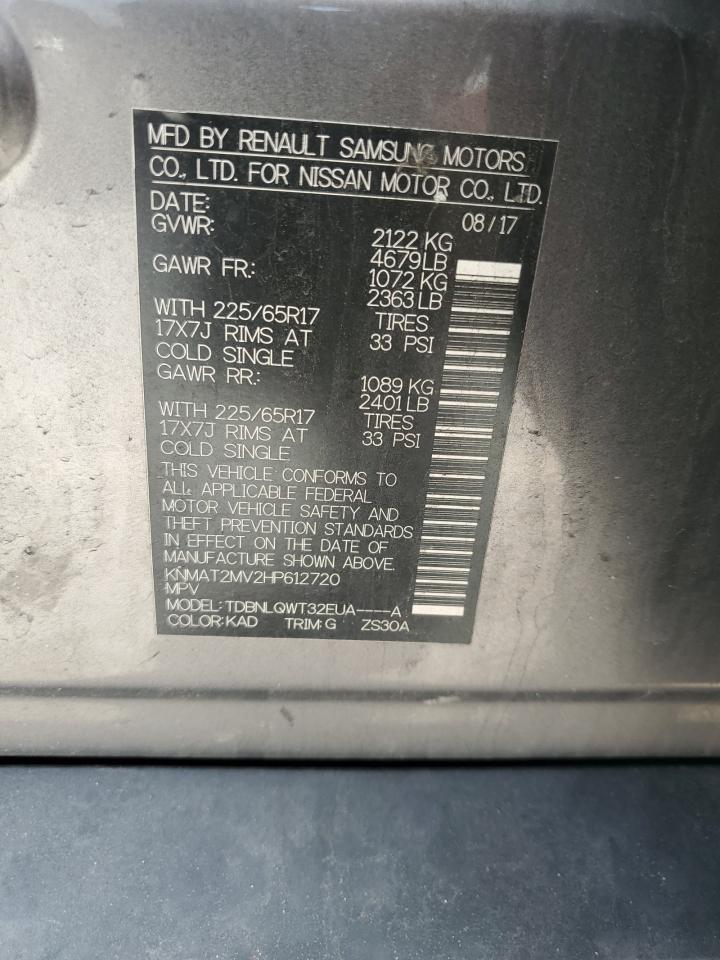 MFD BY RENAULT SAMSUNG MOTORS
CO., LTD. FOR NISSAN MOTOR CO., LTD.
DATE: 08/17
GVWR: 2122 KG
4679LB
GAWR FR.: 1072 KG
2363LB
WITH 225/65R17 TIRES
17X7J RIMS AT 33 PSI
COLD SINGLE
GAWR RR.: 1089 KG
2401LB
WITH 225/65R17 TIRES
17X7J RIMS AT 33 PSI
COLD SINGLE
THIS VEHICLE CONFORMS TO
ALL APPLICABLE FEDERAL
MOTOR VEHICLE SAFETY AND
THEFT PREVENTION STANDARDS
IN EFFECT ON THE DATE OF
MANUFACTURE SHOWN ABOVE.
KNMAT2MV2HP612720
MPV
MODEL: TDBNLQWT32EUA----A
COLOR:KAD TRIM:G ZS30A